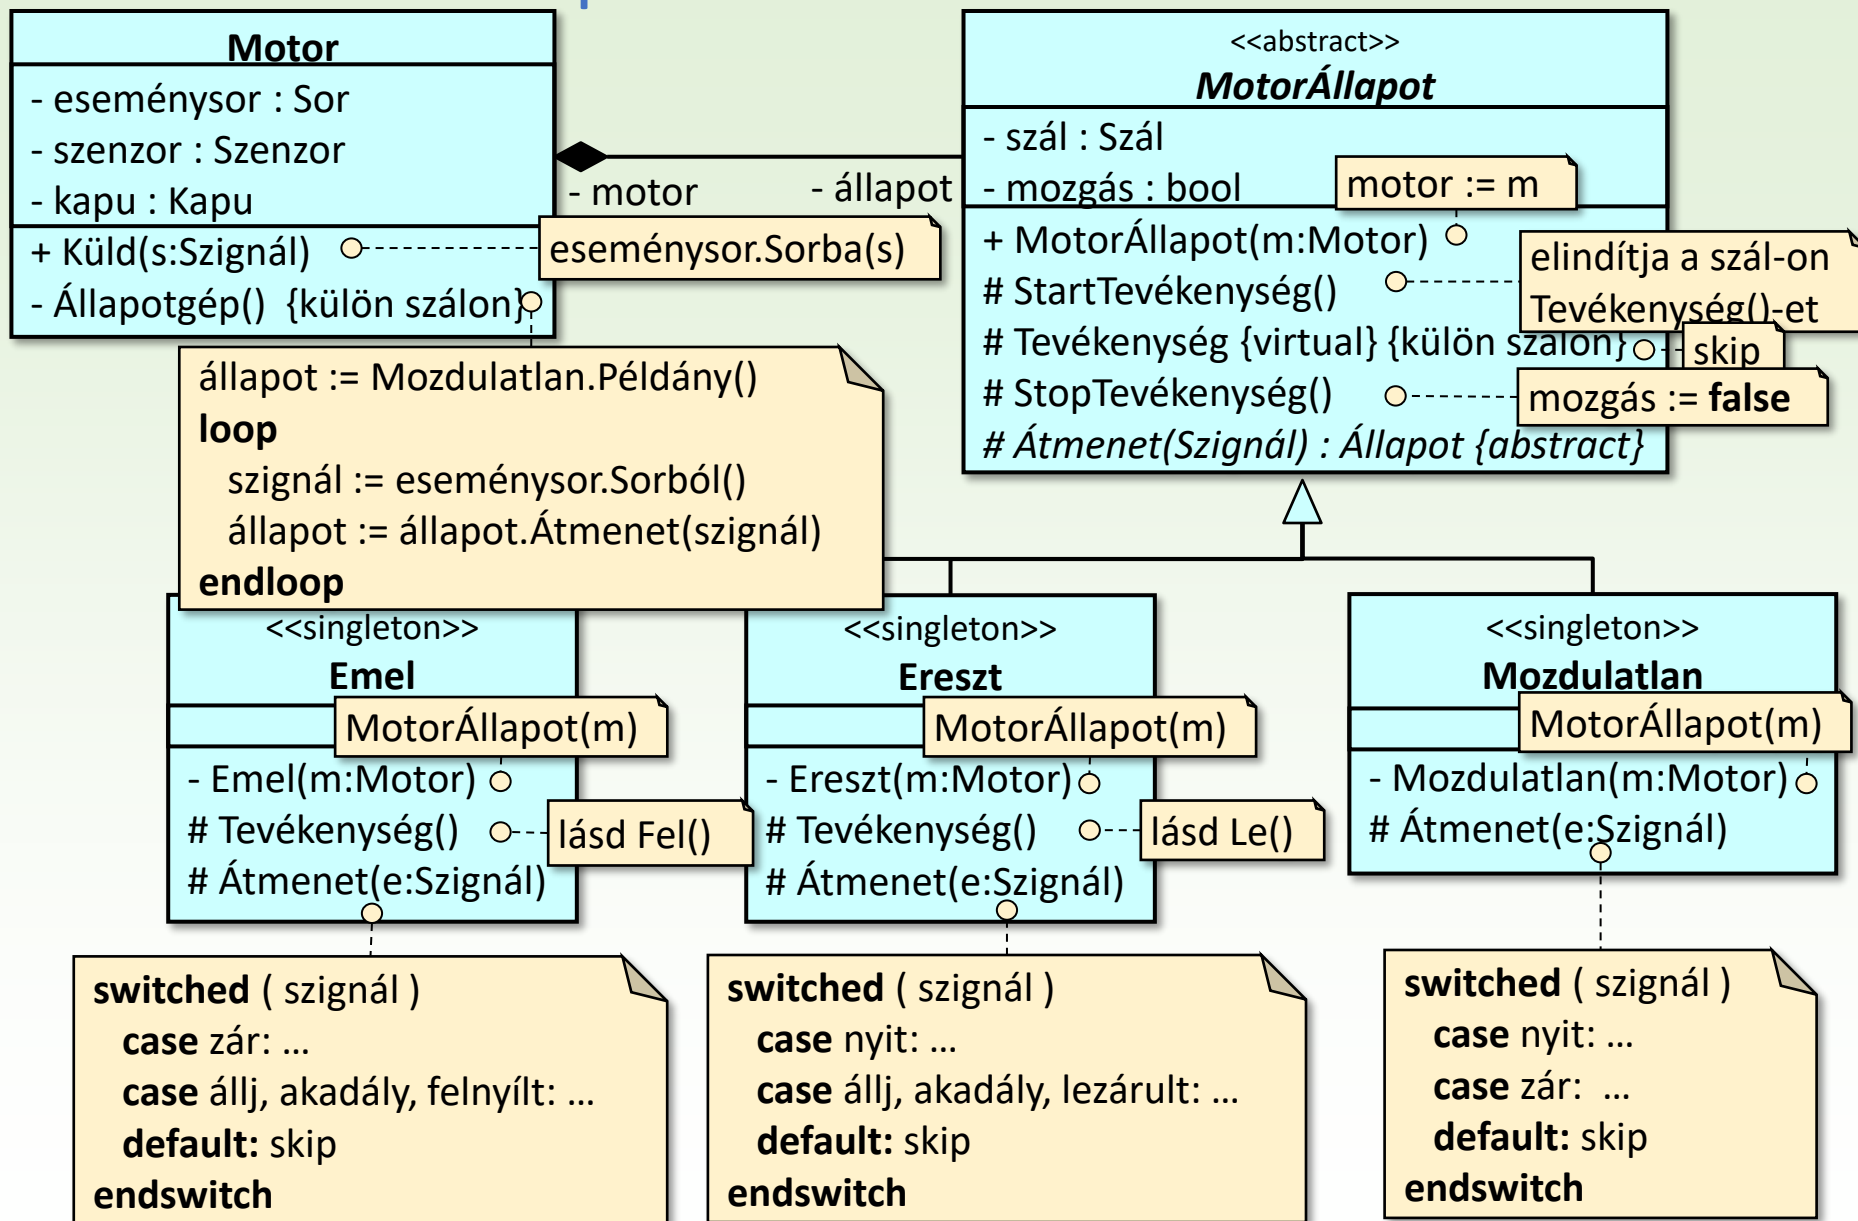 Motor
- eseménysor : Sor
- szenzor : Szenzor
- kapu : Kapu
+ Küld(s:Szignál)
- Állapotgép()  {külön szálon}
eseménysor.Sorba(s)
- motor
- állapot
<<abstract>>
MotorÁllapot
- szál : Szál
- mozgás : bool
motor := m
+ MotorÁllapot(m:Motor)
# StartTevékenység()
# Tevékenység {virtual} {külön szálon}
# StopTevékenység()
# Átmenet(Szignál) : Állapot {abstract}
elindítja a szál-on
Tevékenység()-et
skip
mozgás := false
állapot := Mozdulatlan.Példány()
loop
szignál := eseménysor.Sorból()
állapot := állapot.Átmenet(szignál)
endloop
<<singleton>>
Emel
MotorÁllapot(m)
- Emel(m:Motor)
# Tevékenység()
# Átmenet(e:Szignál)
lásd Fel()
<<singleton>>
Ereszt
MotorÁllapot(m)
- Ereszt(m:Motor)
# Tevékenység()
# Átmenet(e:Szignál)
lásd Le()
<<singleton>>
Mozdulatlan
MotorÁllapot(m)
- Mozdulatlan(m:Motor)
# Átmenet(e:Szignál)
switched ( szignál )
case zár: ...
case állj, akadály, felnyílt: ...
default: skip
endswitch
switched ( szignál )
case nyit: ...
case állj, akadály, lezárult: ...
default: skip
endswitch
switched ( szignál )
case nyit: ...
case zár:  ...
default: skip
endswitch